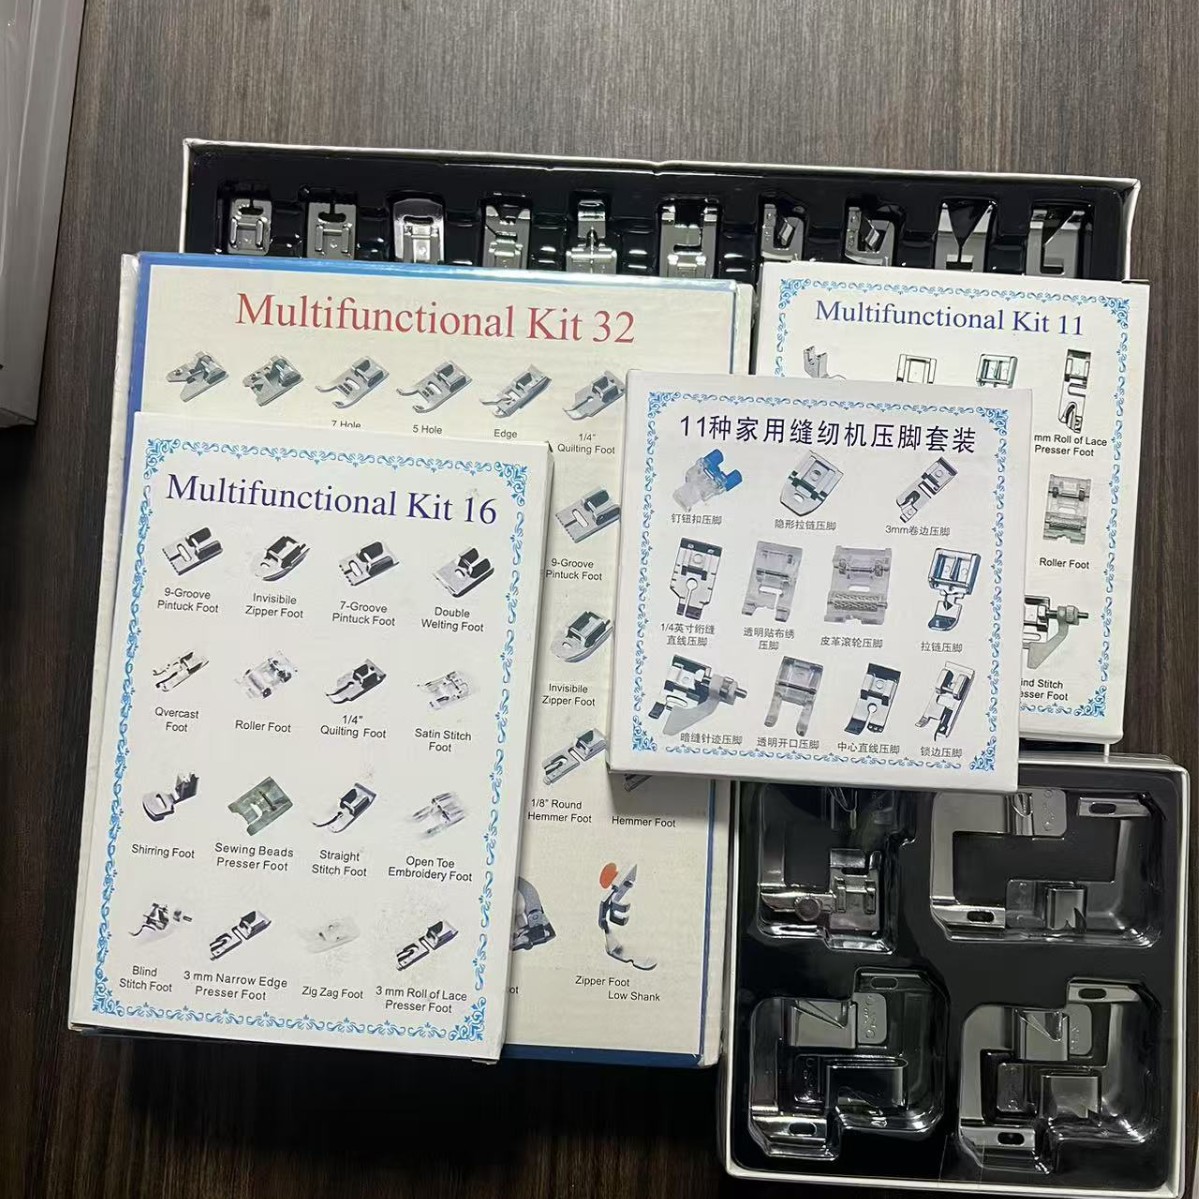 Multifunctional Kit 32
7 Hole
5 Hole
Edge
1/4"
Quilting Foot
9-Groove
Pintuck Foot
Invisible
Zipper Foot
1/8" Round
Hemmer Foot
Hemmer Foot
Zipper Foot
Low Shank
Multifunctional Kit 11
mm Roll of Lace
Presser Foot
Roller Foot
ind Stitch
sser Foot
Multifunctional Kit 16
9-Groove
Pintuck Foot
Invisible
Zipper Foot
7-Groove
Pintuck Foot
Double
Welting Foot
Qvercast
Foot
Roller Foot
1/4"
Quilting Foot
Satin Stitch
Foot
Shirring Foot
Sewing Beads
Presser Foot
Straight
Stitch Foot
Open Toe
Embroidery Foot
Blind
Stitch Foot
3 mm Narrow Edge
Presser Foot
Zig Zag Foot
3 mm Roll of Lace
Presser Foot
11种家用缝纫机压脚套装
钉钮扣压脚
隐形拉链压脚
3mm卷边压脚
1/4英寸绗缝
直线压脚
透明贴布绣
压脚
皮革滚轮压脚
拉链压脚
暗缝针迹压脚
透明开口压脚
中心直线压脚
锁边压脚